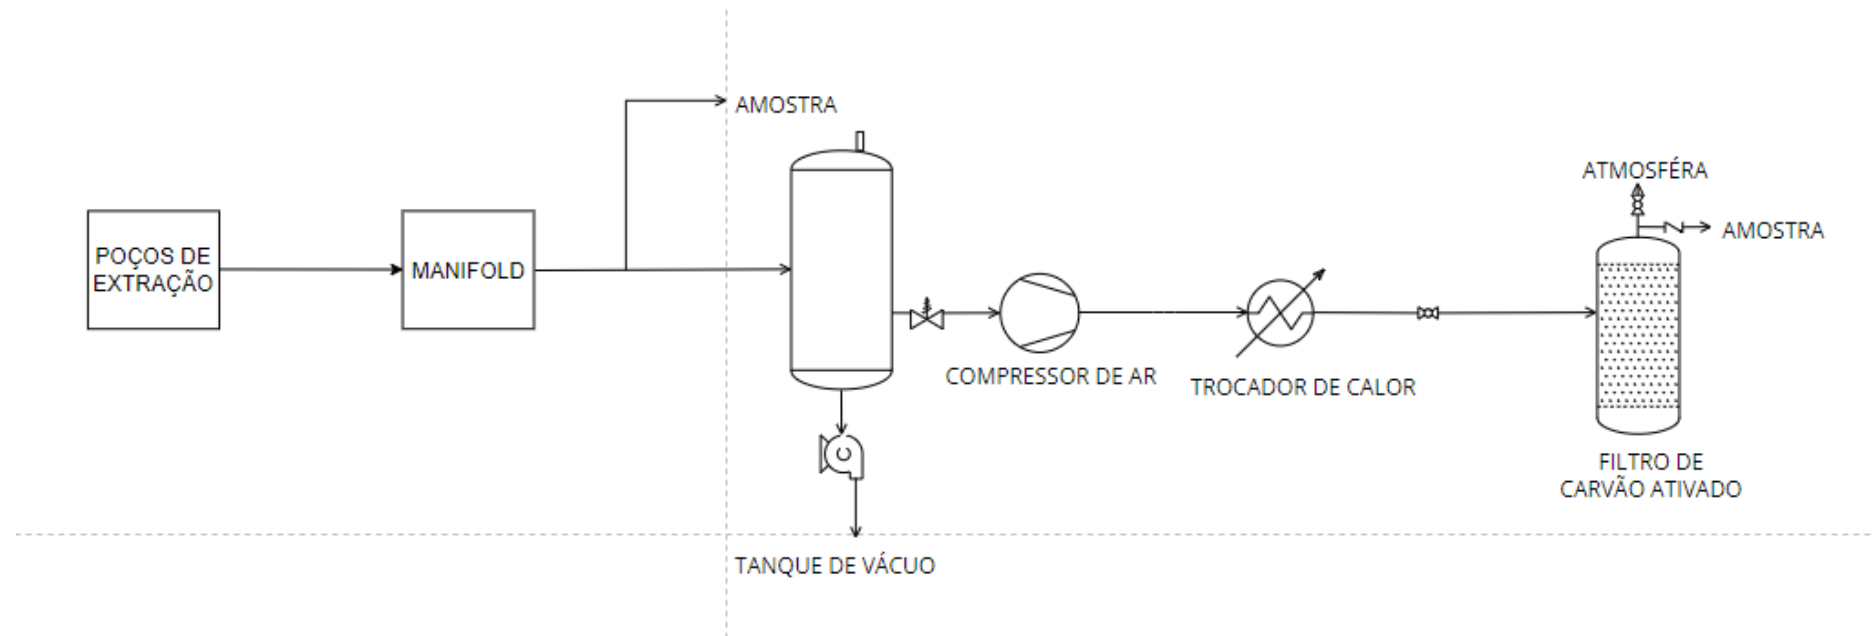 AMOSTRA
POÇOS DE
EXTRAÇÃO
MANIFOLD
ATMOSFÉRA
AMOSTRA
COMPRESSOR DE AR
TROCADOR DE CALOR
C
FILTRO DE
CARVÃO ATIVADO
TANQUE DE VÁCUO